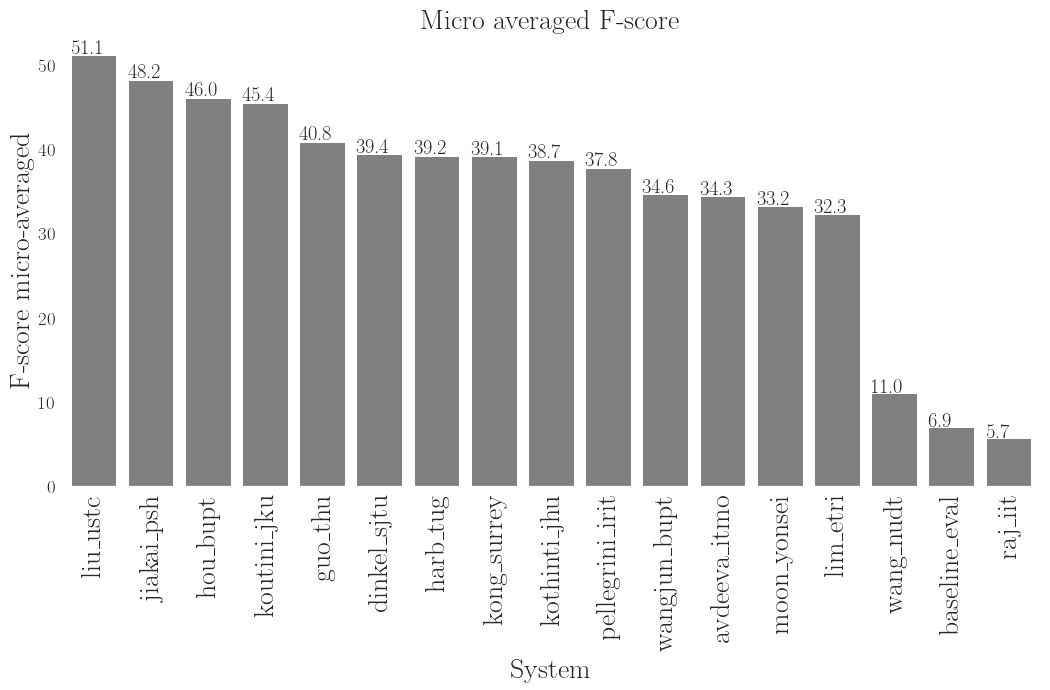 Micro averaged F-score
F-score micro-averaged
50
40
30
20
10
0
51.1
48.2
46.0
45.4
40.8
39.4
39.2
39.1
38.7
37.8
34.6
34.3
33.2
32.3
11.0
6.9
5.7
liu_ustc
jiakai_psh
hou_bupt
koutini_jku
guo_thu
dinkel_sjtu
harb_tug
kong_surrey
kothinti_jhu
pellegrini_irit
wangjun_bupt
avdeeva_itmo
moon_yonsei
lim_etri
wang_nudt
baseline_eval
raj_iit
System